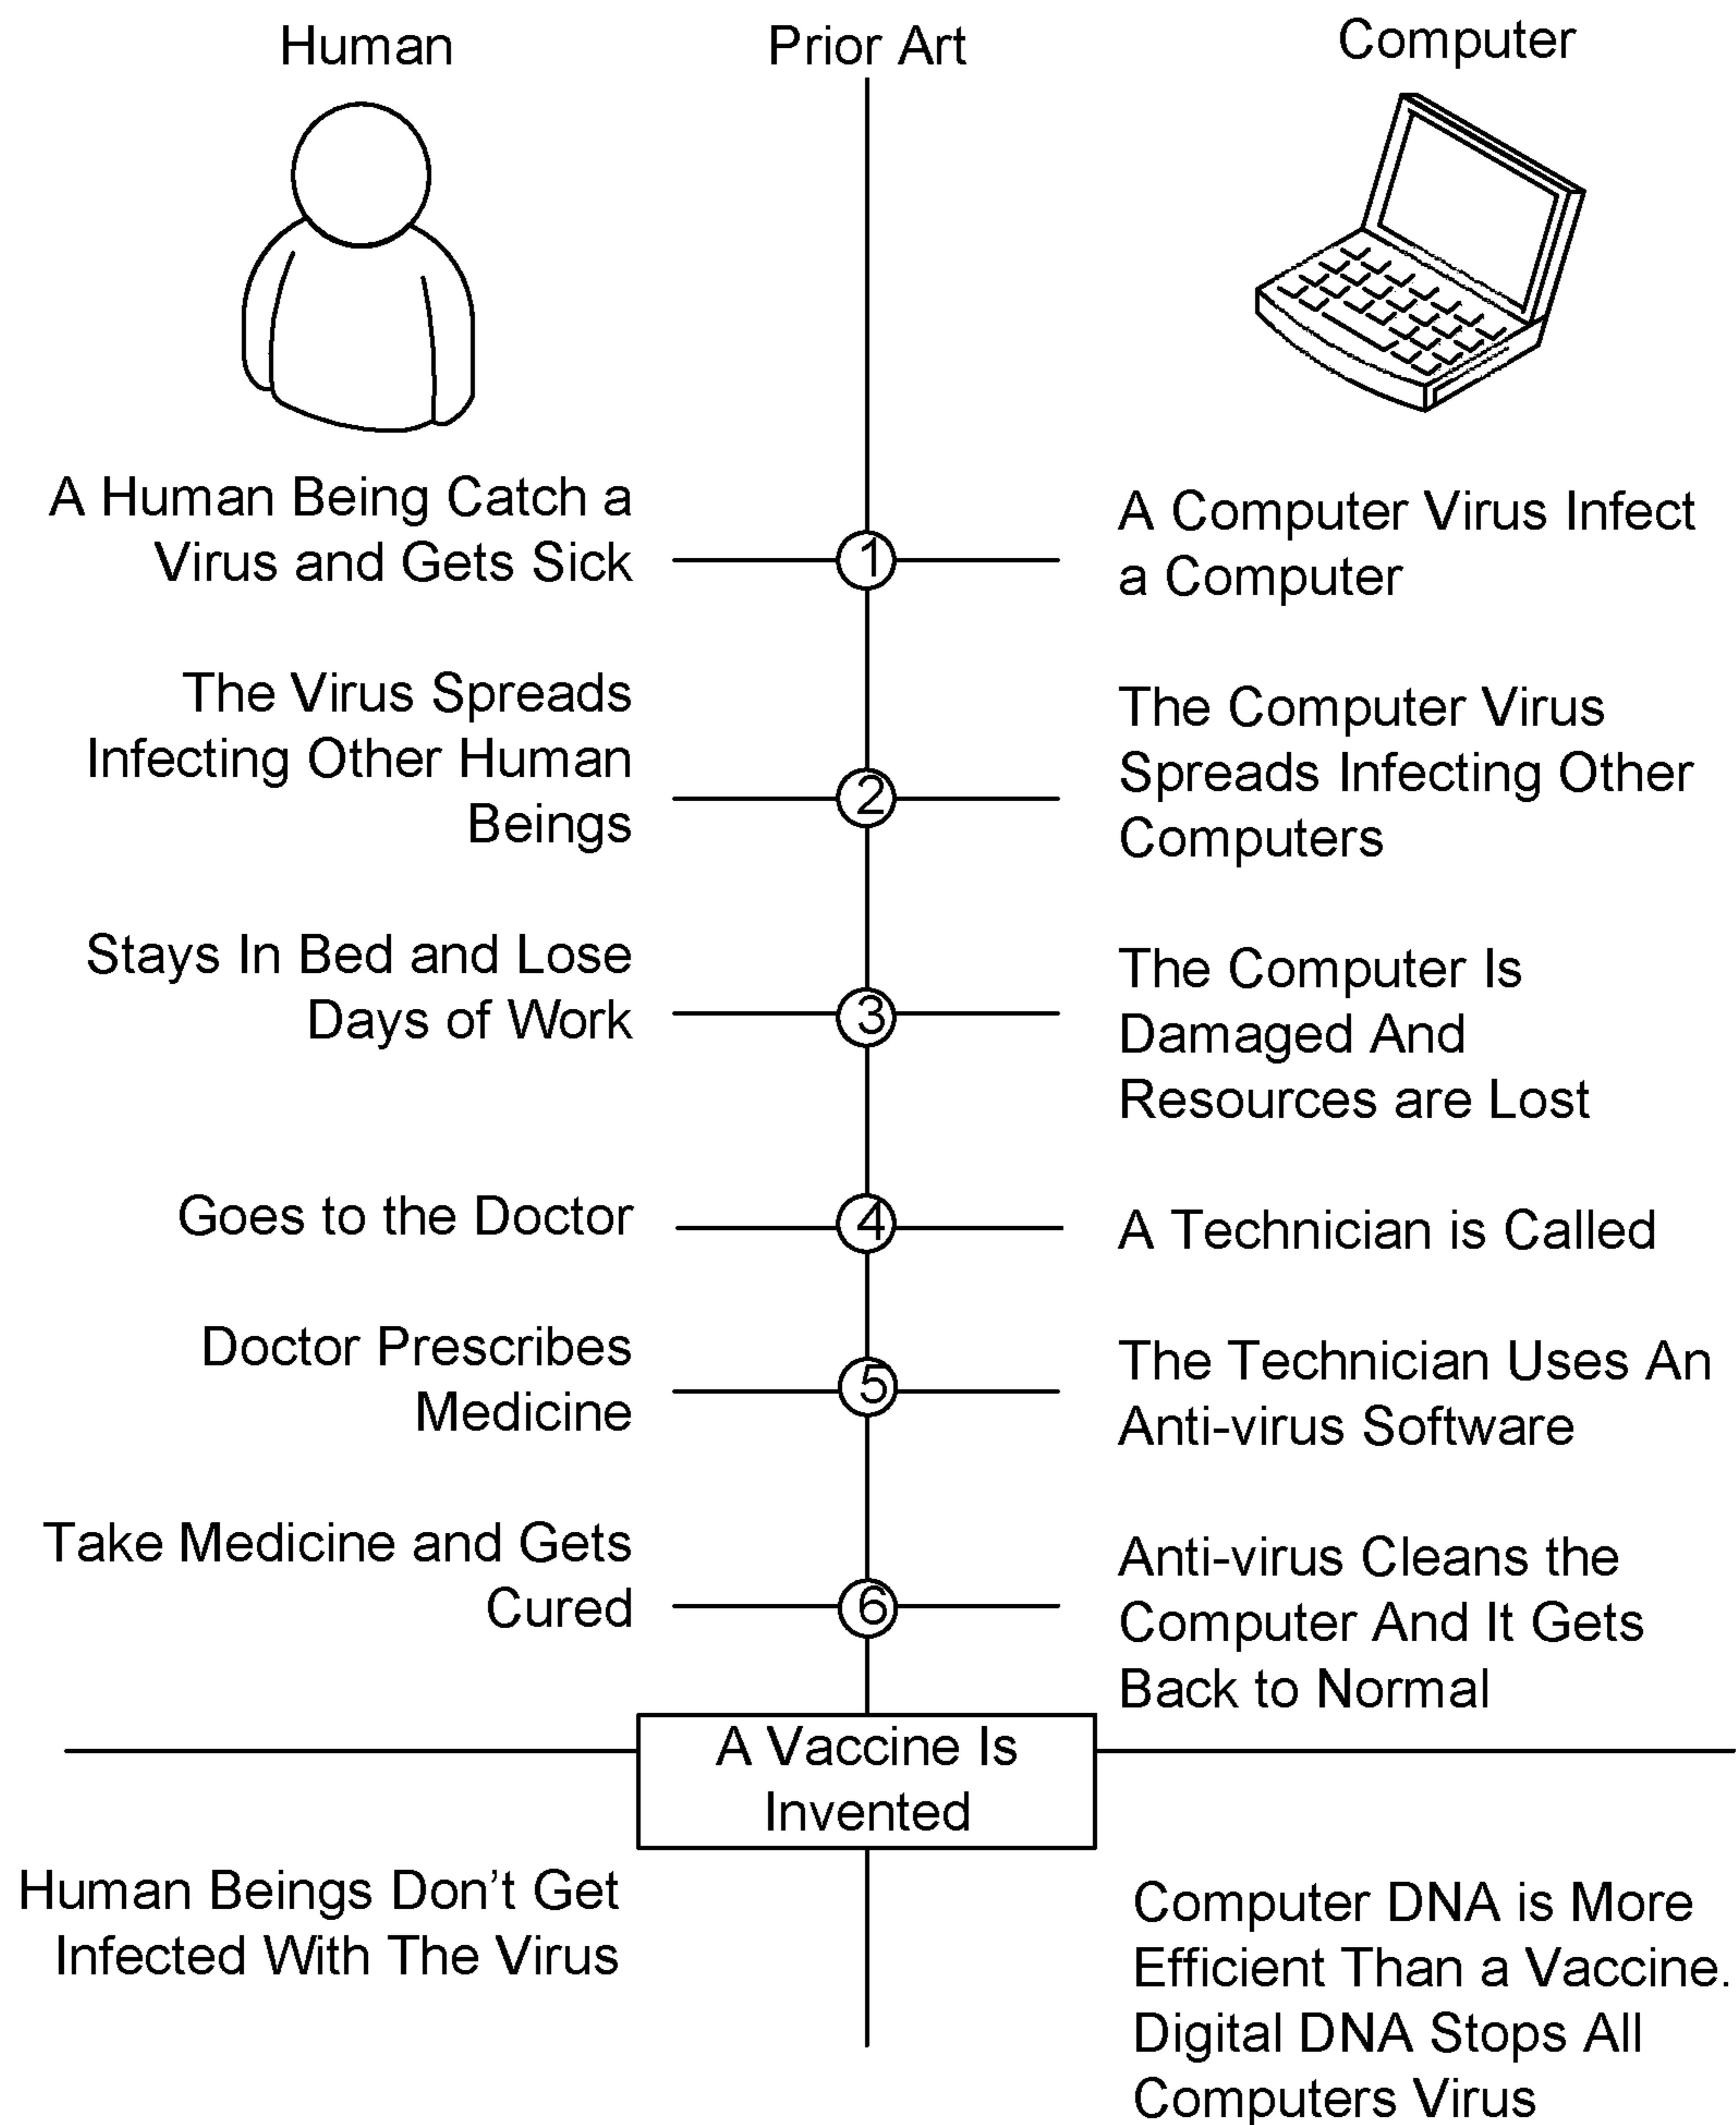 Human
Prior Art
Computer
A Human Being Catch a
Virus and Gets Sick
1
A Computer Virus Infect
a Computer
The Virus Spreads
Infecting Other Human
Beings
2
The Computer Virus
Spreads Infecting Other
Computers
Stays In Bed and Lose
Days of Work
3
The Computer Is
Damaged And
Resources are Lost
Goes to the Doctor
4
A Technician is Called
Doctor Prescribes
Medicine
5
The Technician Uses An
Anti-virus Software
Take Medicine and Gets
Cured
6
Anti-virus Cleans the
Computer And It Gets
Back to Normal
A Vaccine Is
Invented
Human Beings Don't Get
Infected With The Virus
Computer DNA is More
Efficient Than a Vaccine.
Digital DNA Stops All
Computers Virus